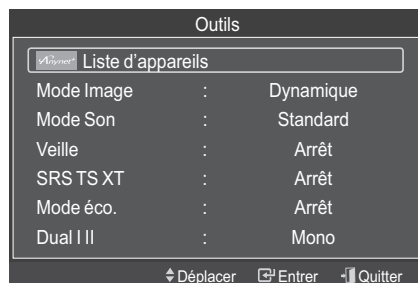 Outils
Anynet+ Liste d'appareils
Mode Image : Dynamique
Mode Son : Standard
Veille : Arrêt
SRS TS XT : Arrêt
Mode éco. : Arrêt
Dual I II : Mono
Déplacer Entrer Quitter